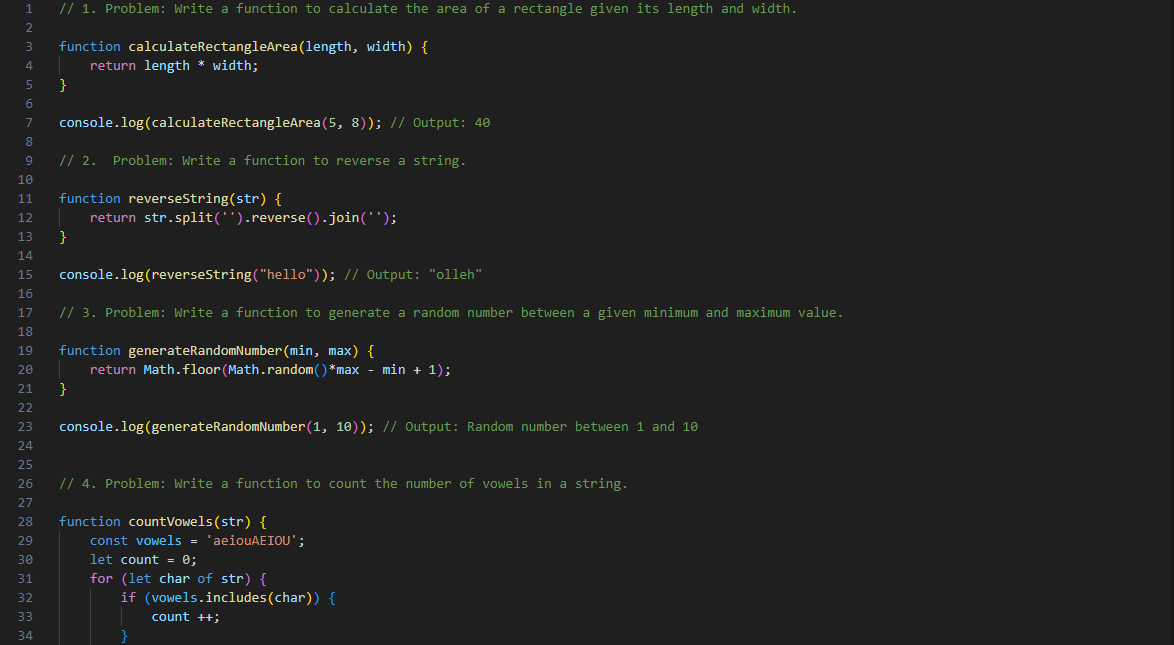 1 // 1. Problem: Write a function to calculate the area of a rectangle given its length and width.
2
3 function calculateRectangleArea(length, width) {
4     return length * width;
5 }
6
7 console.log(calculateRectangleArea(5, 8)); // Output: 40
8
9 // 2.  Problem: Write a function to reverse a string.
10
11 function reverseString(str) {
12     return str.split('').reverse().join('');
13 }
14
15 console.log(reverseString("hello")); // Output: "olleh"
16
17 // 3. Problem: Write a function to generate a random number between a given minimum and maximum value.
18
19 function generateRandomNumber(min, max) {
20     return Math.floor(Math.random()*max - min + 1);
21 }
22
23 console.log(generateRandomNumber(1, 10)); // Output: Random number between 1 and 10
24
25
26 // 4. Problem: Write a function to count the number of vowels in a string.
27
28 function countVowels(str) {
29     const vowels = 'aeiouAEIOU';
30     let count = 0;
31     for (let char of str) {
32         if (vowels.includes(char)) {
33             count ++;
34         }